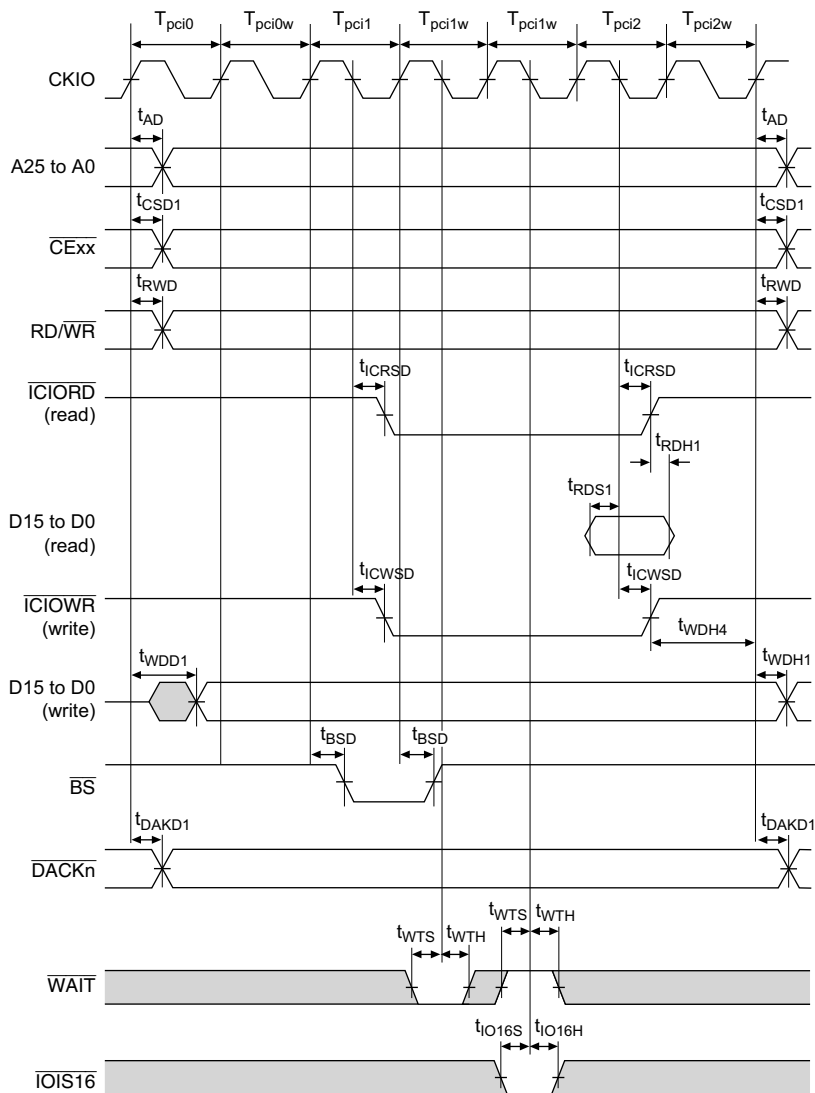 Tpci0 Tpci0w Tpci1 Tpci1w Tpci1w Tpci2 Tpci2w
CKIO
tAD tAD
A25 to A0
tCSD1 tCSD1
CExx
tRWD tRWD
RD/WR
tICRSD tICRSD
ICIORD
(read)
tRDH1
tRDS1
D15 to D0
(read)
tICWSD tICWSD
ICIOWR
(write)
tWDH4
tWDD1 tWDH1
D15 to D0
(write)
tBSD tBSD
BS
tDAKD1 tDAKD1
DACKn
tWTS tWTH tWTS tWTH
WAIT
tIO16S tIO16H
IOIS16